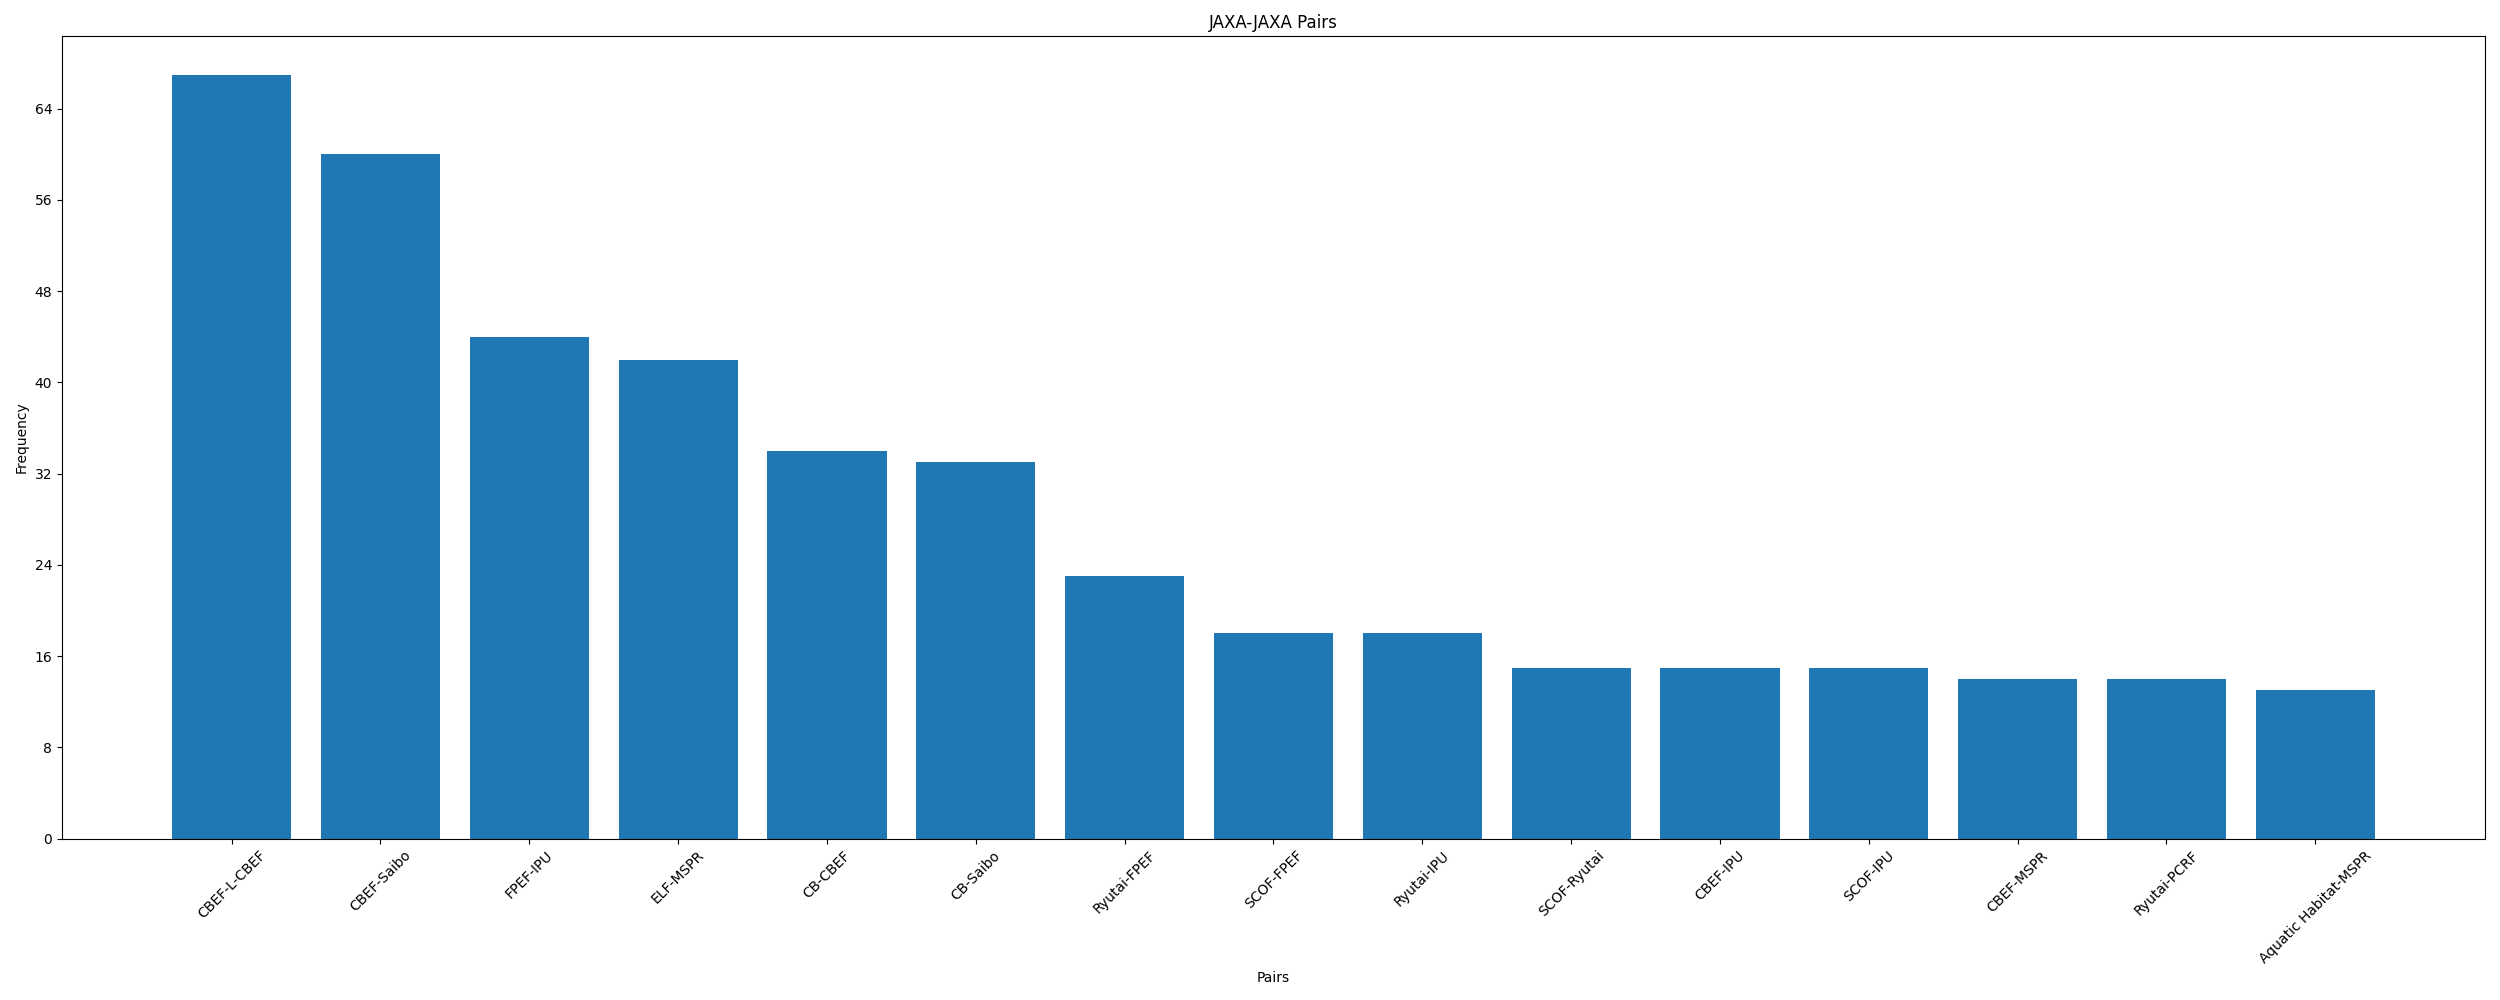 JAXA-JAXA Pairs
Frequency
64
56
48
40
32
24
16
8
0
CBEF-L-CBEF
CBEF-Saibo
FPEF-IPU
ELF-MSPR
CB-CBEF
CB-Saibo
Ryutai-FPEF
SCOF-FPEF
Ryutai-IPU
SCOF-Ryutai
CBEF-IPU
SCOF-IPU
CBEF-MSPR
Ryutai-PCRF
Aquatic Habitat-MSPR
Pairs